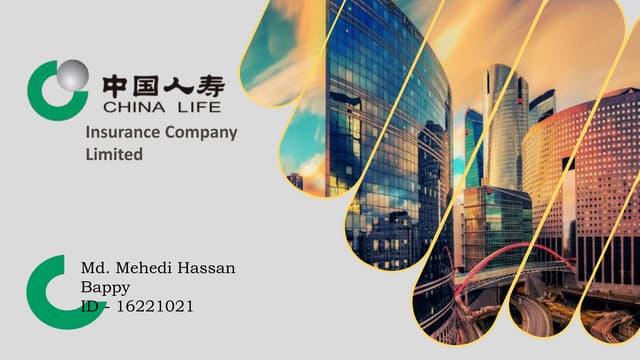 中国人寿
CHINA LIFE
Insurance Company
Limited
Md. Mehedi Hassan
Bappy
ID - 16221021